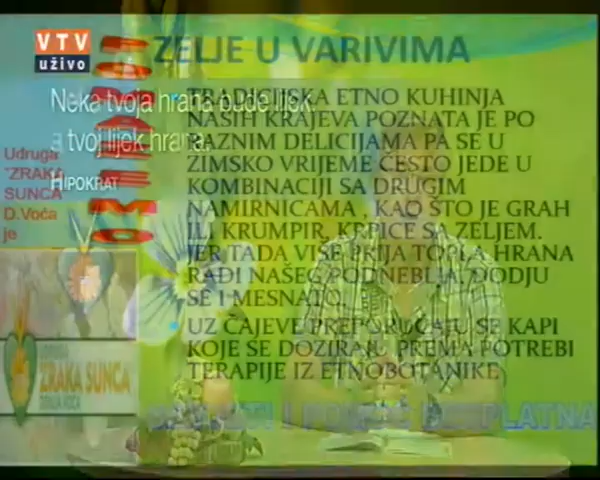 VTV
uživo
ZELJE U VARIVIMA
Neka tvoja hrana bude lijek
a tvoj lijek hrana.
HIPOKRAT
TRADICIJSKA ETNO KUHINJA
NAŠIH KRAJEVA POZNATA JE PO
RAZNIM DELICIJAMA PA SE U
ZIMSKO VRIJEME ČESTO JEDE U
KOMBINACIJI SA DRUGIM
NAMIRNICAMA , KAO ŠTO JE GRAH
ILI KRUMPIR, KRPICE SA ZELJEM.
JER TADA VIŠE PRIJA TOPLA HRANA
RADI NAŠEG PODNEBLJA, DODJU
SE I MESNATO.
UZ ČAJEVE PREPORUČAJU SE KAPI
KOJE SE DOZIRAJU PREMA POTREBI
TERAPIJE IZ ETNOBOTANIKE
Udruga
"ZRAKA
SUNCA"
D.Voća
je
"ZRAKA SUNCA"
DONJA VOĆA